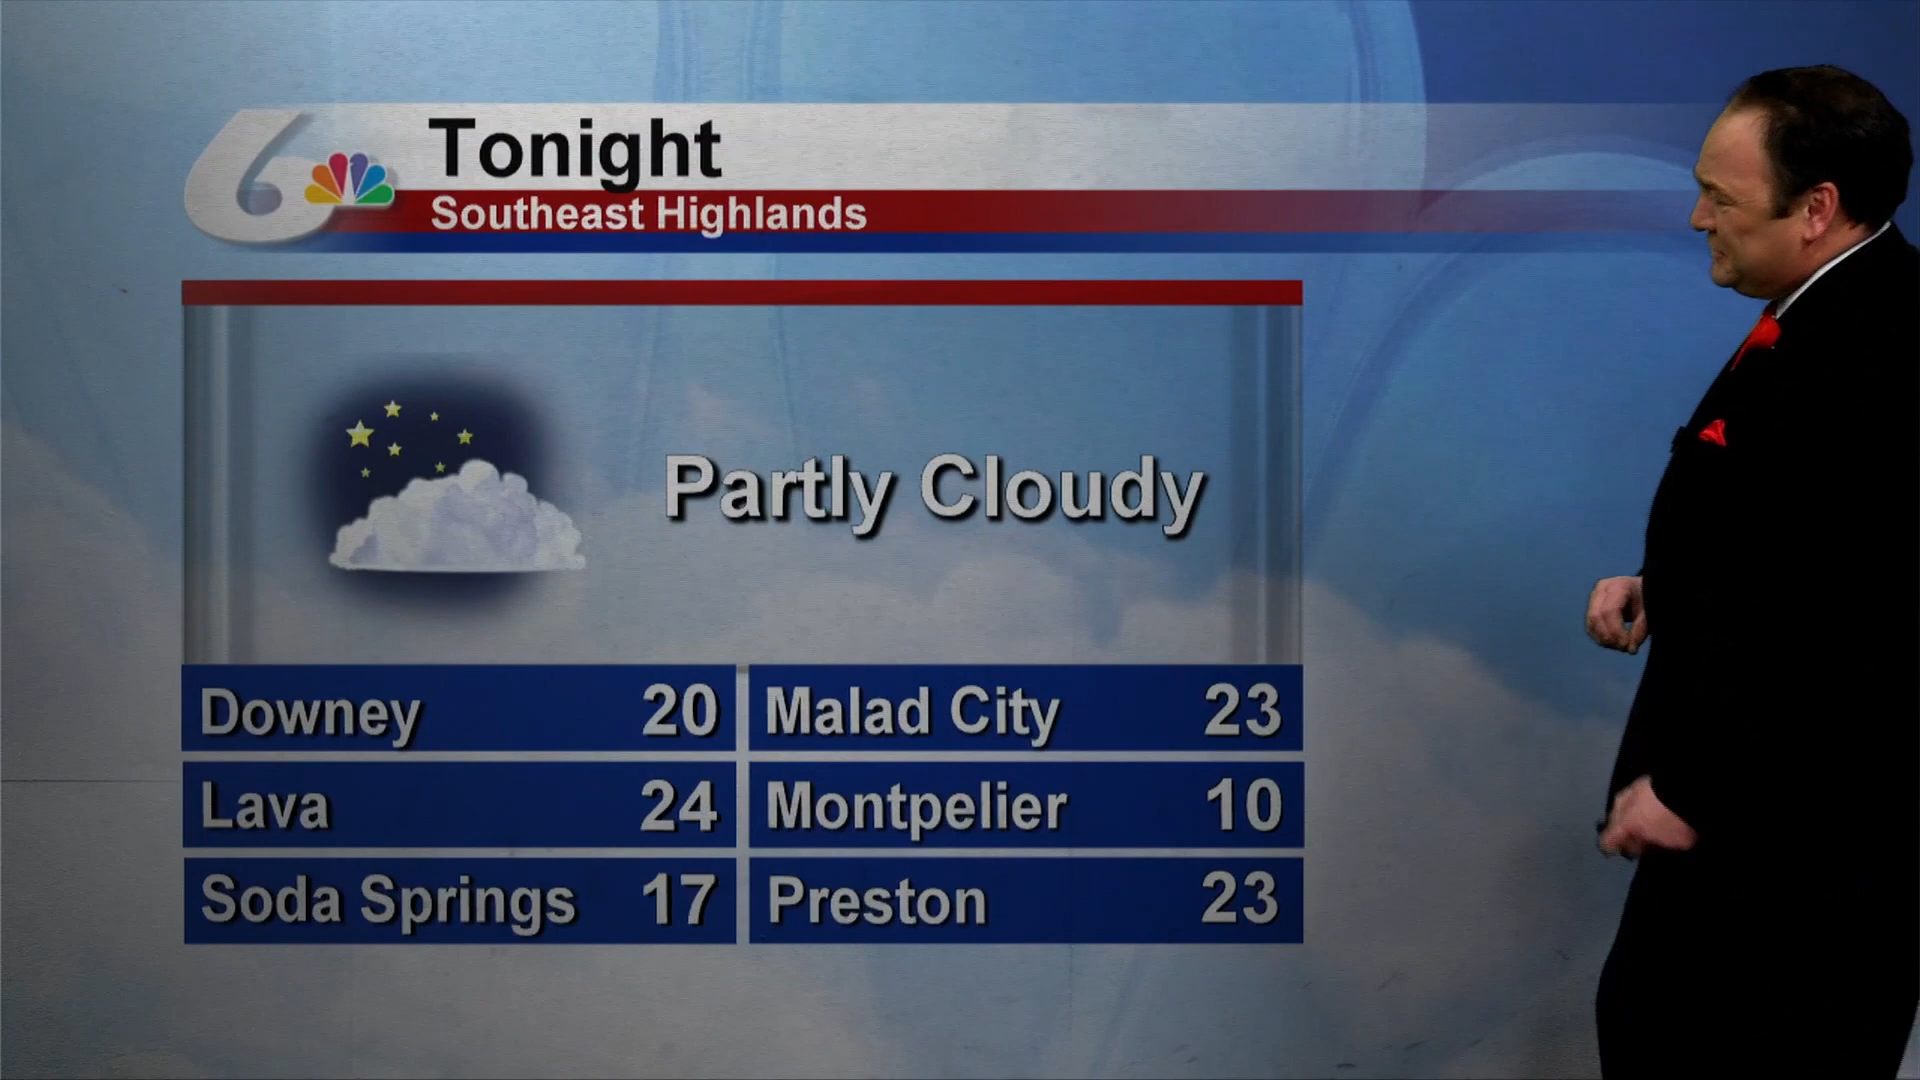 6
Tonight
Southeast Highlands
Partly Cloudy
Downey 20 Malad City 23
Lava 24 Montpelier 10
Soda Springs 17 Preston 23